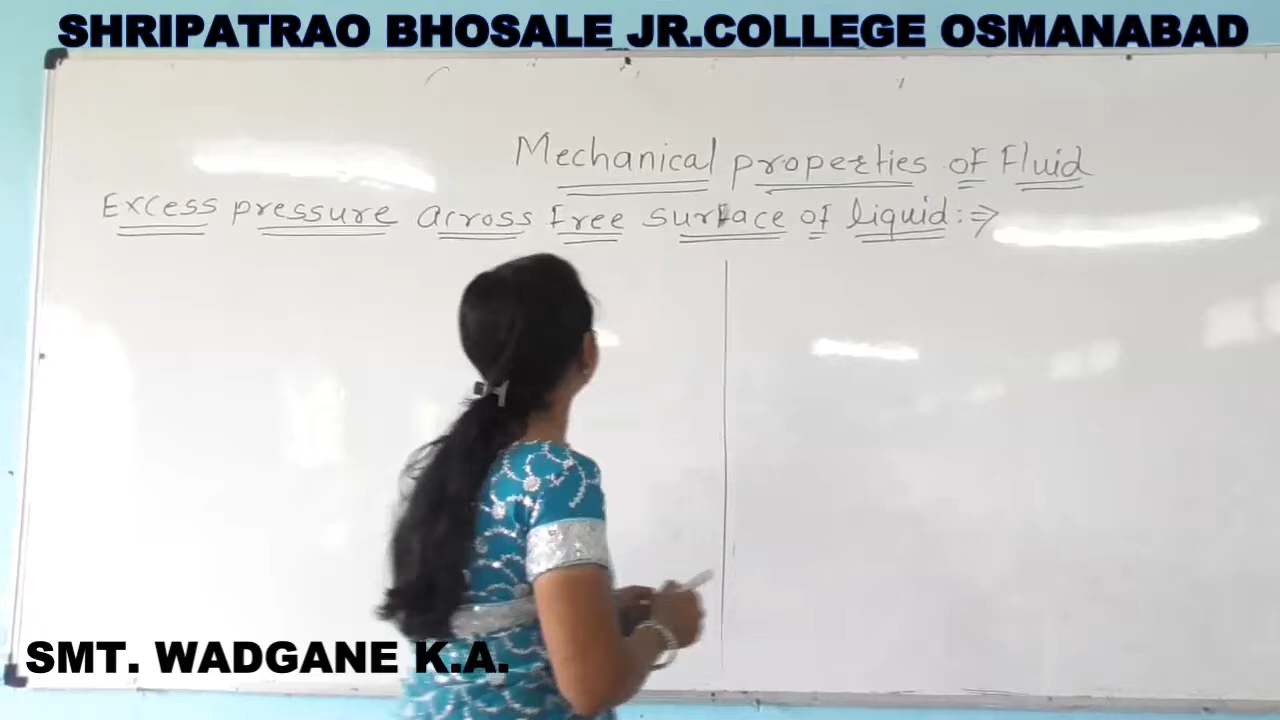 SHRIPATRAO BHOSALE JR.COLLEGE OSMANABAD
Mechanical properties of Fluid
Excess pressure across free surface of liquid:⇒
SMT. WADGANE K.A.